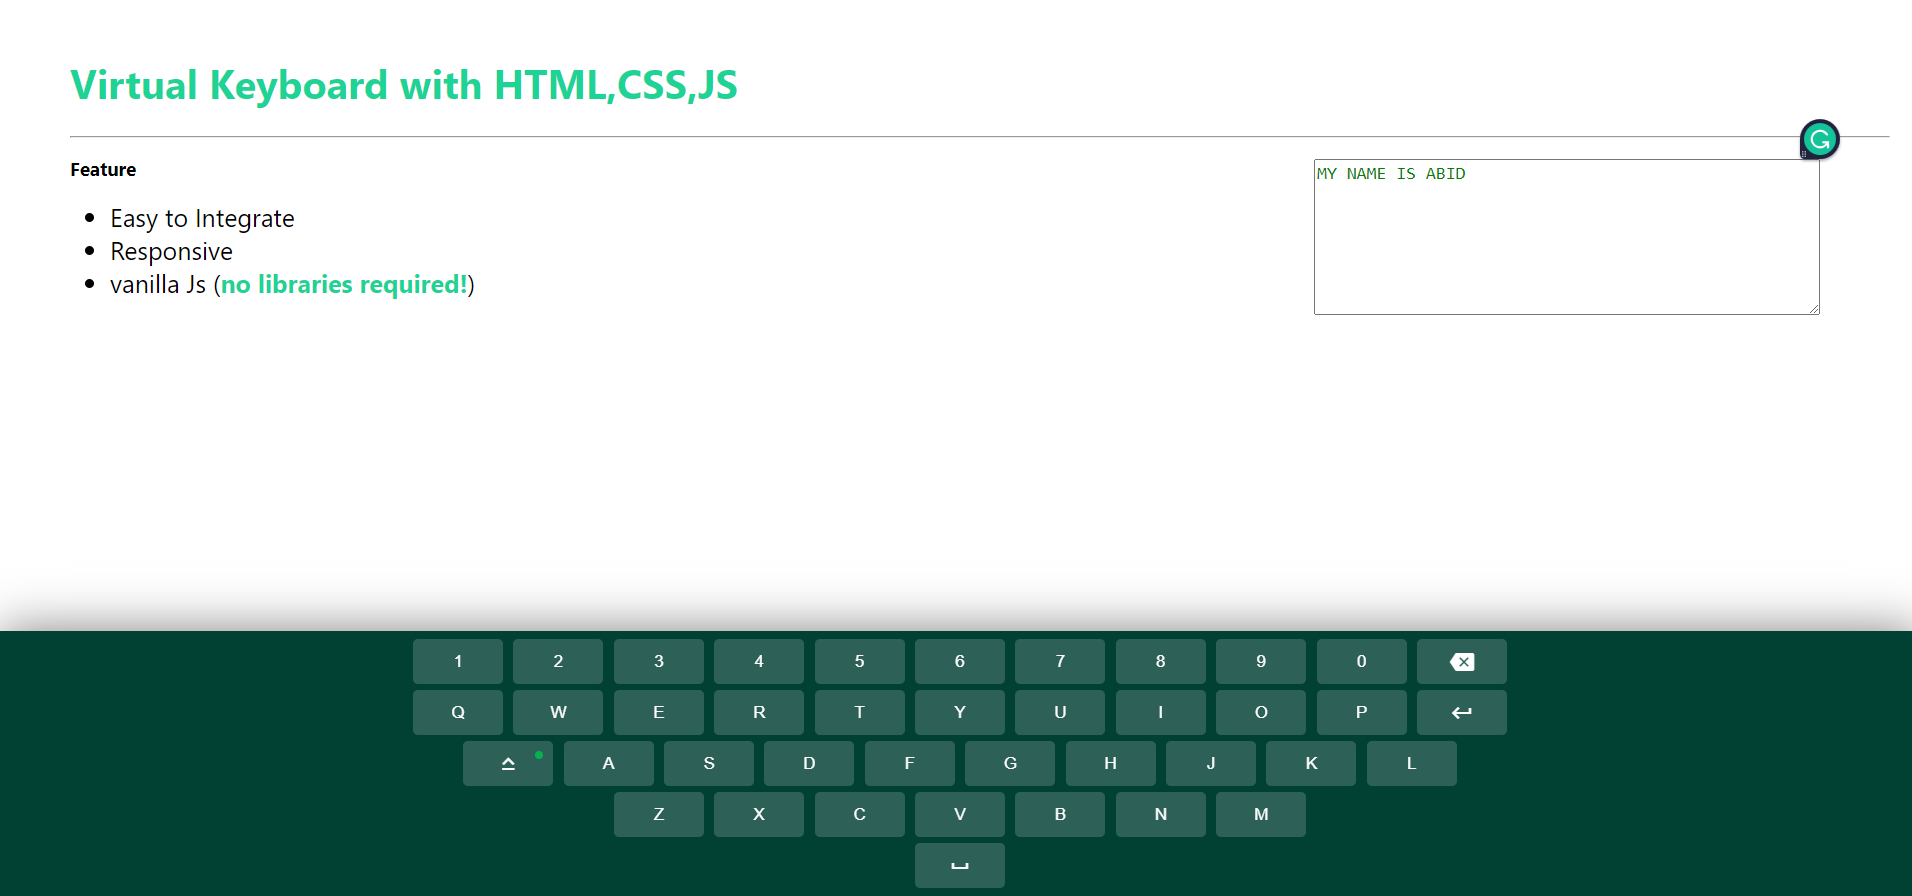 Virtual Keyboard with HTML,CSS,JS
Feature
Easy to Integrate
Responsive
vanilla Js (no libraries required!)
MY NAME IS ABID
1 2 3 4 5 6 7 8 9 0
Q W E R T Y U I O P
A S D F G H J K L
Z X C V B N M